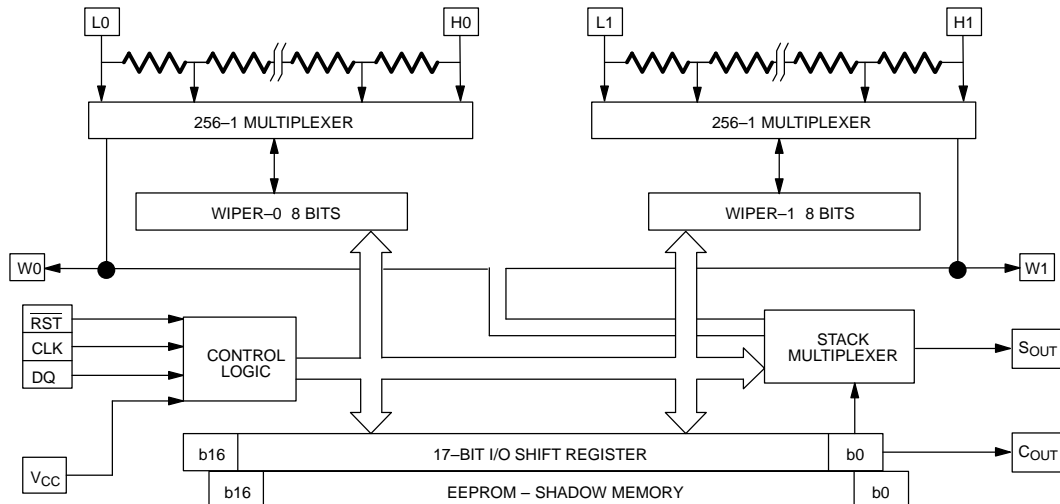 L0
H0
L1
H1
256–1 MULTIPLEXER
256–1 MULTIPLEXER
WIPER–0 8 BITS
WIPER–1 8 BITS
W0
W1
RST
CLK
DQ
CONTROL
LOGIC
STACK
MULTIPLEXER
SOUT
b16
17–BIT I/O SHIFT REGISTER
b0
COUT
VCC
b16
EEPROM – SHADOW MEMORY
b0